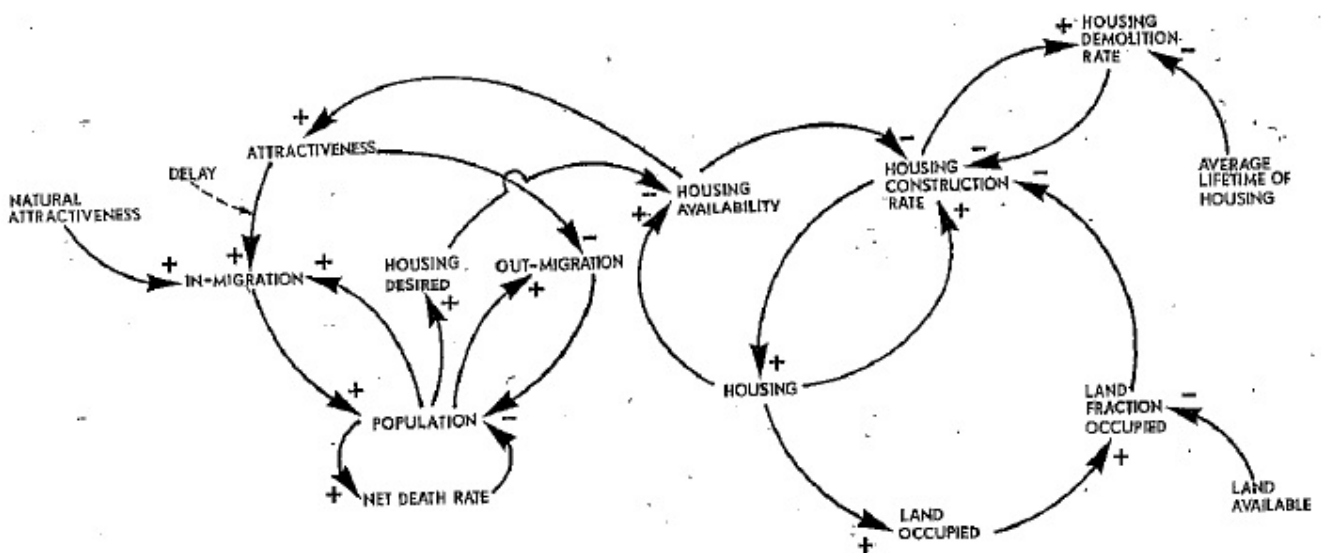 HOUSING
DEMOLITION
RATE
+
-
+
ATTRACTIVENESS
DELAY
NATURAL
ATTRACTIVENESS
-
HOUSING
CONSTRUCTION
RATE
-
-
+
AVERAGE
LIFETIME OF
HOUSING
HOUSING
AVAILABILITY
-
+
+
IN-MIGRATION
+
+
HOUSING
DESIRED
+
OUT-MIGRATION
-
+
+
POPULATION
-
+
NET DEATH RATE
+
HOUSING
LAND
FRACTION
OCCUPIED
-
+
LAND
OCCUPIED
+
LAND
AVAILABLE